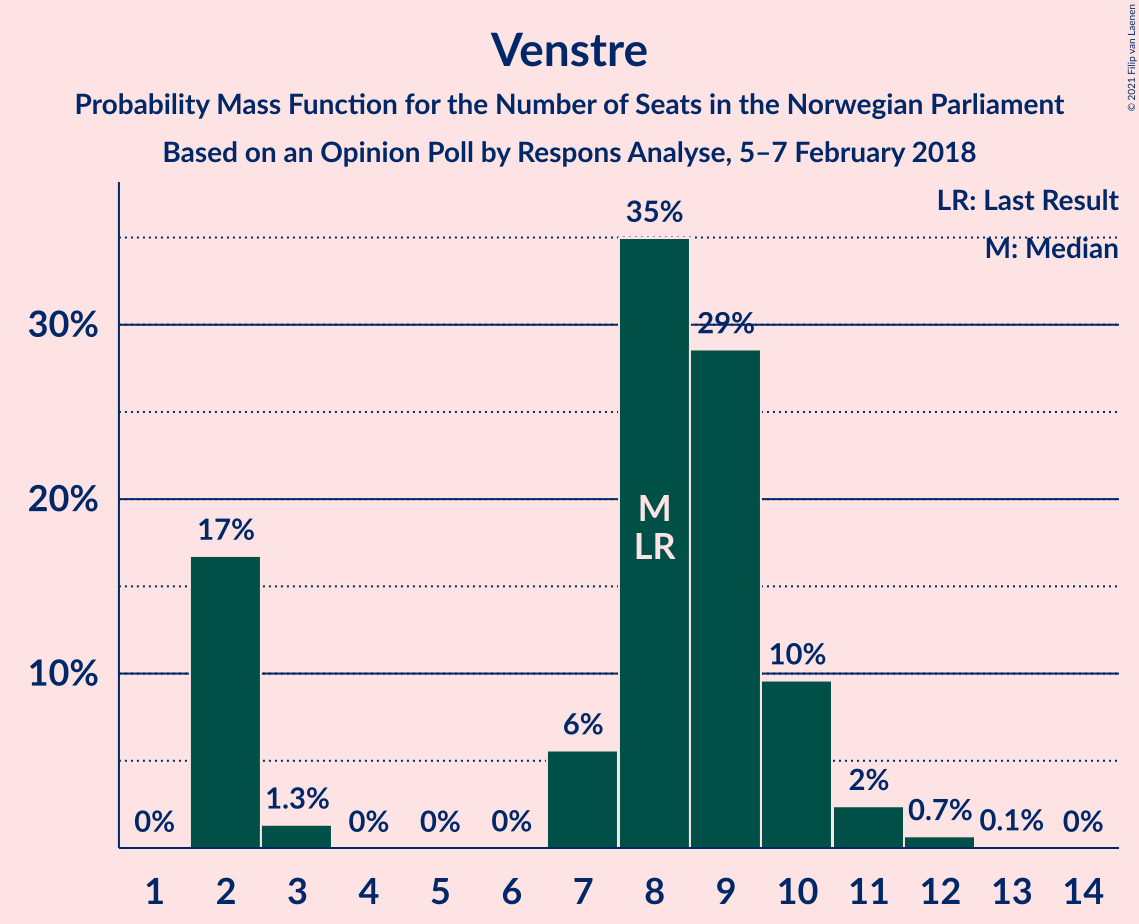 Venstre
Probability Mass Function for the Number of Seats in the Norwegian Parliament
Based on an Opinion Poll by Respons Analyse, 5–7 February 2018
© 2021 Filip van Laenen
LR: Last Result
M: Median
30%
20%
10%
0%
17%
1.3%
0%
0%
0%
6%
35%
29%
10%
2%
0.7%
0.1%
0%
M
LR
1 2 3 4 5 6 7 8 9 10 11 12 13 14